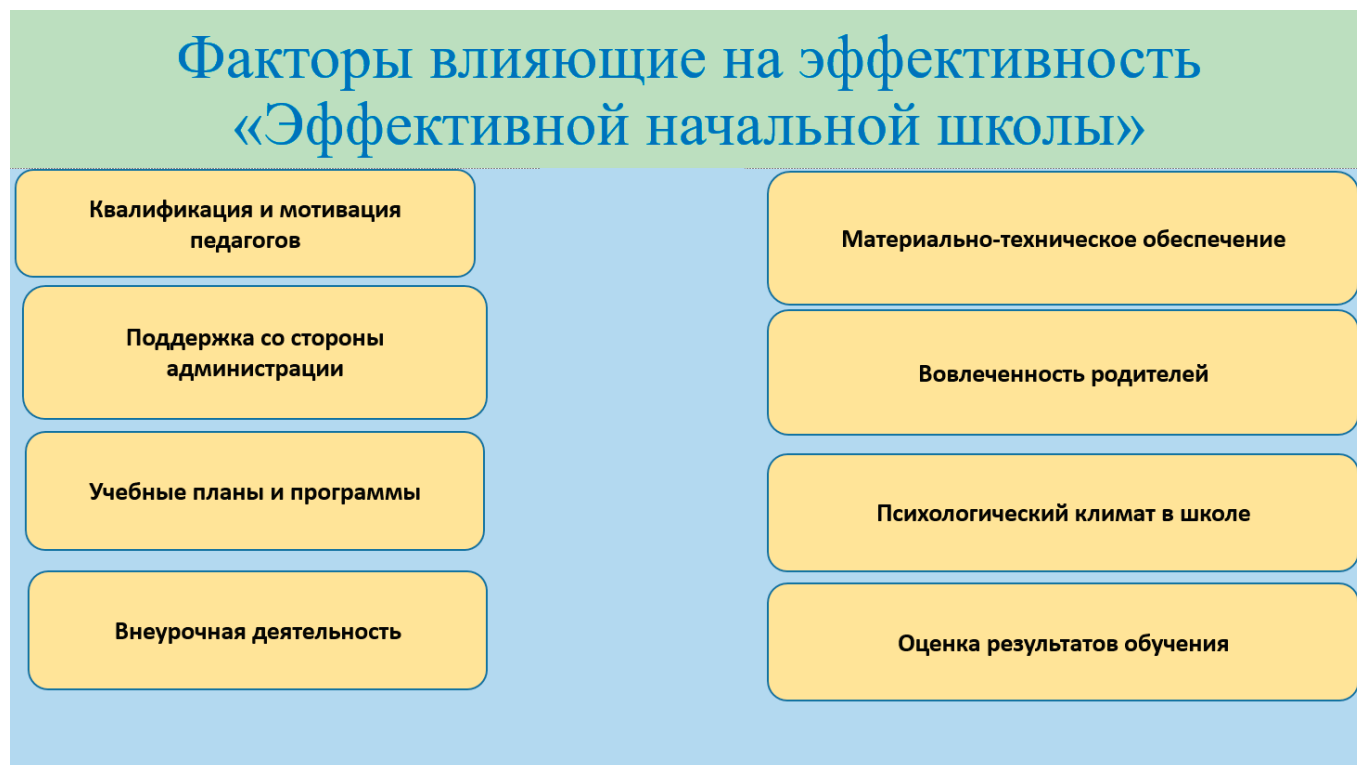 Факторы влияющие на эффективность
«Эффективной начальной школы»
Квалификация и мотивация
педагогов
Поддержка со стороны
администрации
Учебные планы и программы
Внеурочная деятельность
Материально-техническое обеспечение
Вовлеченность родителей
Психологический климат в школе
Оценка результатов обучения